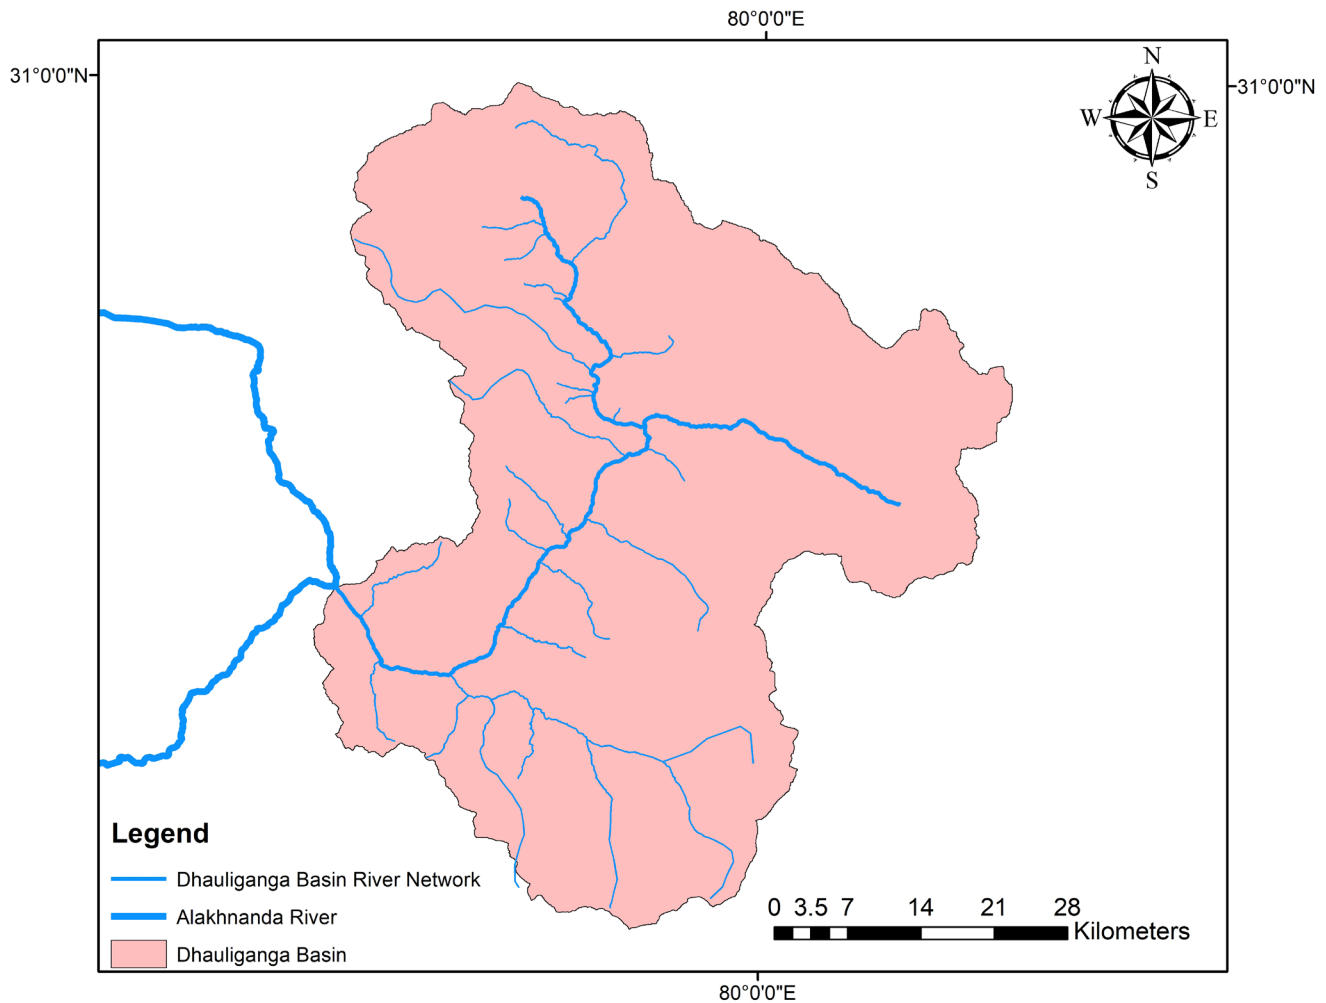 80°0'0"E
31°0'0"N
31°0'0"N
N
W E
S
Legend
Dhauliganga Basin River Network
Alakhnanda River
Dhauliganga Basin
0 3.5 7 14 21 28
Kilometers
80°0'0"E